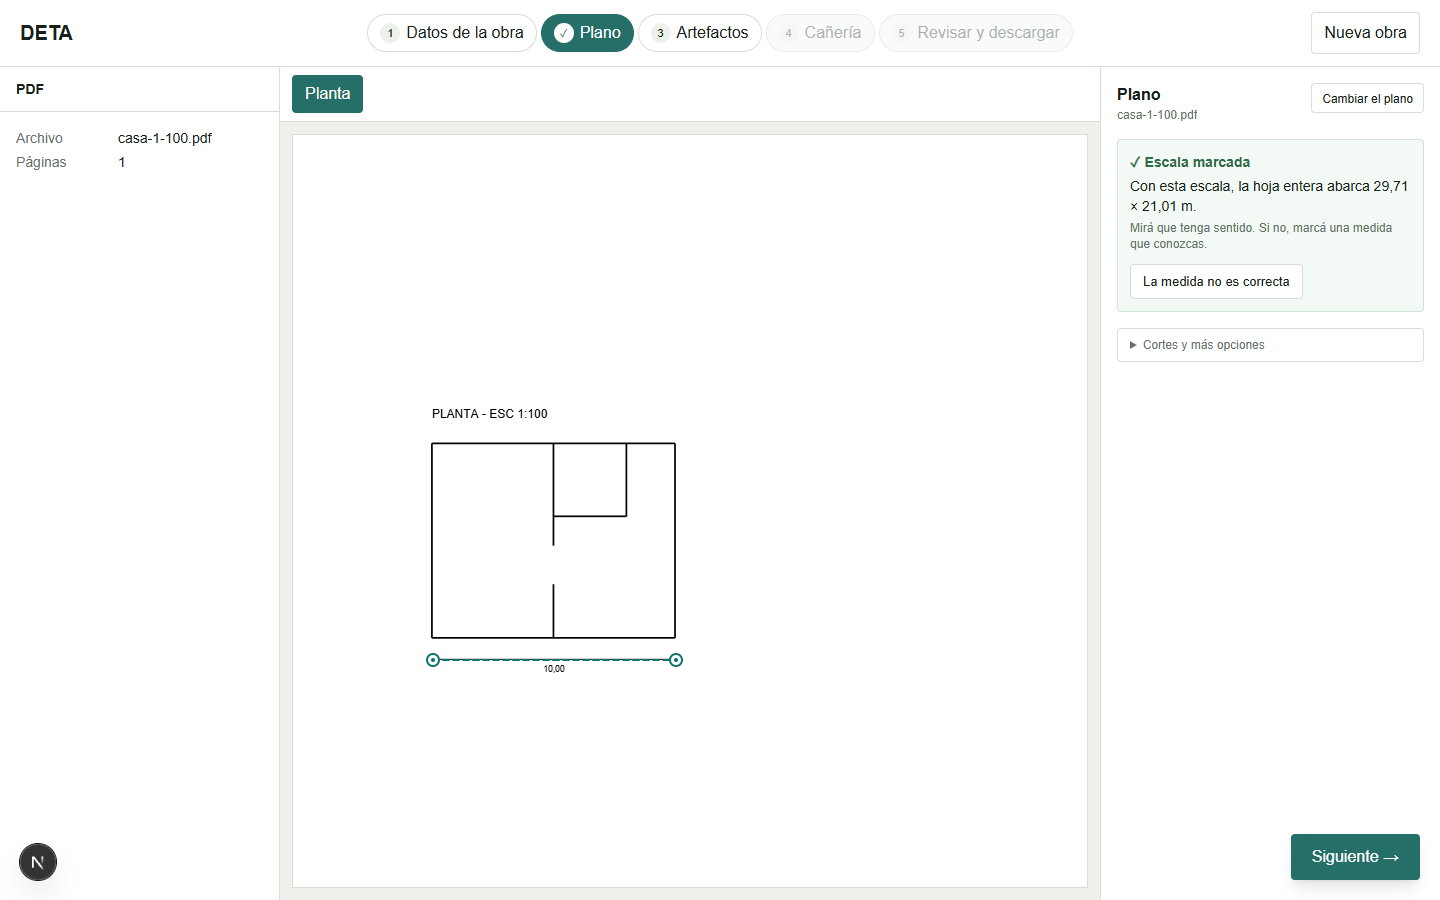 DETA
1 Datos de la obra
✓ Plano
3 Artefactos
4 Cañería
5 Revisar y descargar
Nueva obra
PDF
Archivo casa-1-100.pdf
Páginas 1
Planta
PLANTA - ESC 1:100
10,00
Plano
casa-1-100.pdf
Cambiar el plano
✓ Escala marcada
Con esta escala, la hoja entera abarca 29,71
× 21,01 m.
Mirá que tenga sentido. Si no, marcá una medida
que conozcas.
La medida no es correcta
▶ Cortes y más opciones
N
Siguiente →